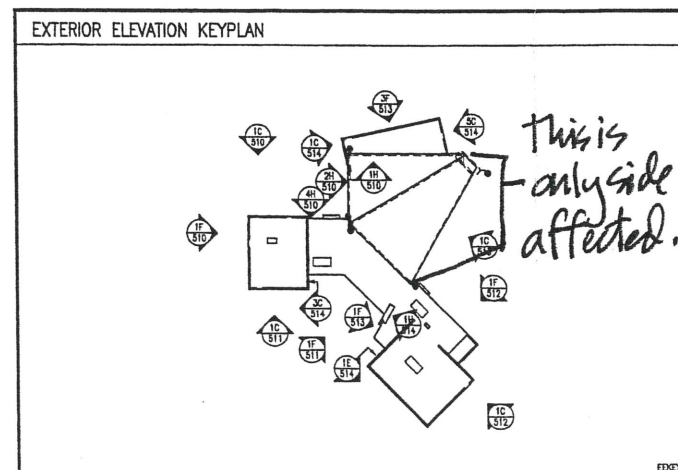 EXTERIOR ELEVATION KEYPLAN
3F
513
1C
510
1C
514
5C
514
This is
only side
affected.
2H
510
1H
510
4H
510
1F
510
1C
1F
512
3C
514
1F
513
1H
514
1C
511
1F
511
1E
514
1C
512